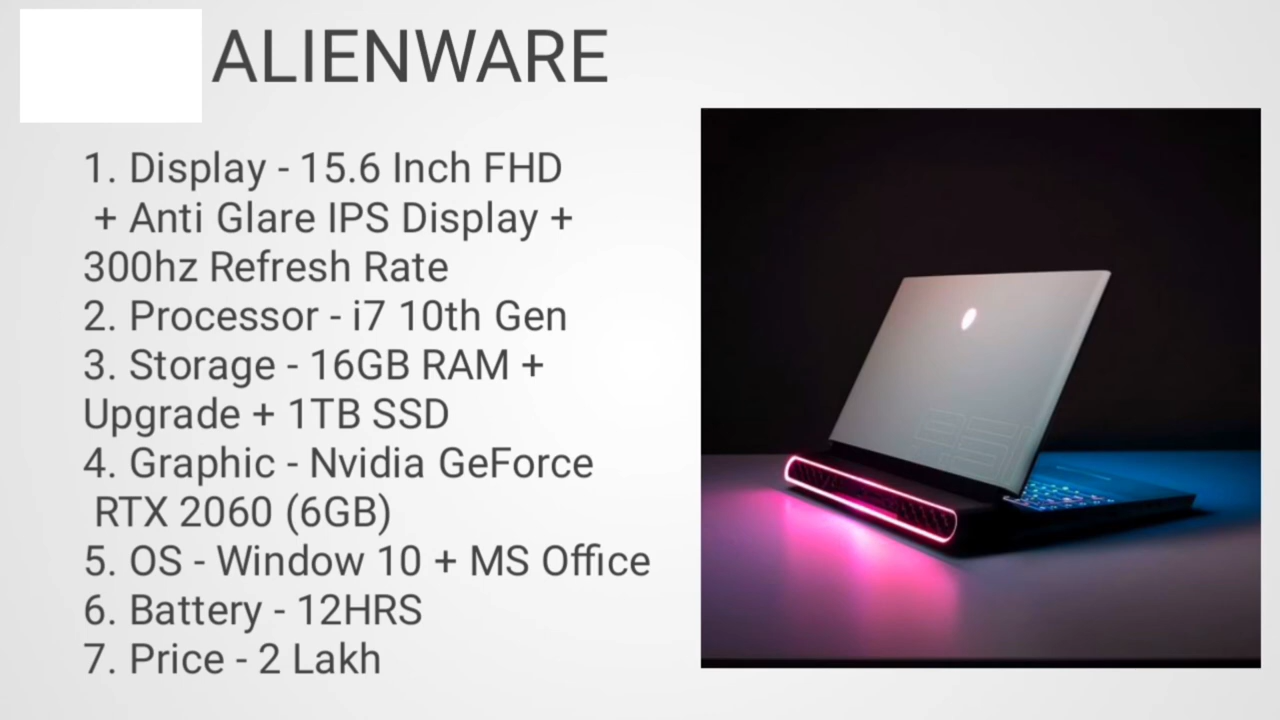 ALIENWARE
1. Display - 15.6 Inch FHD
+ Anti Glare IPS Display +
300hz Refresh Rate
2. Processor - i7 10th Gen
3. Storage - 16GB RAM +
Upgrade + 1TB SSD
4. Graphic - Nvidia GeForce
RTX 2060 (6GB)
5. OS - Window 10 + MS Office
6. Battery - 12HRS
7. Price - 2 Lakh